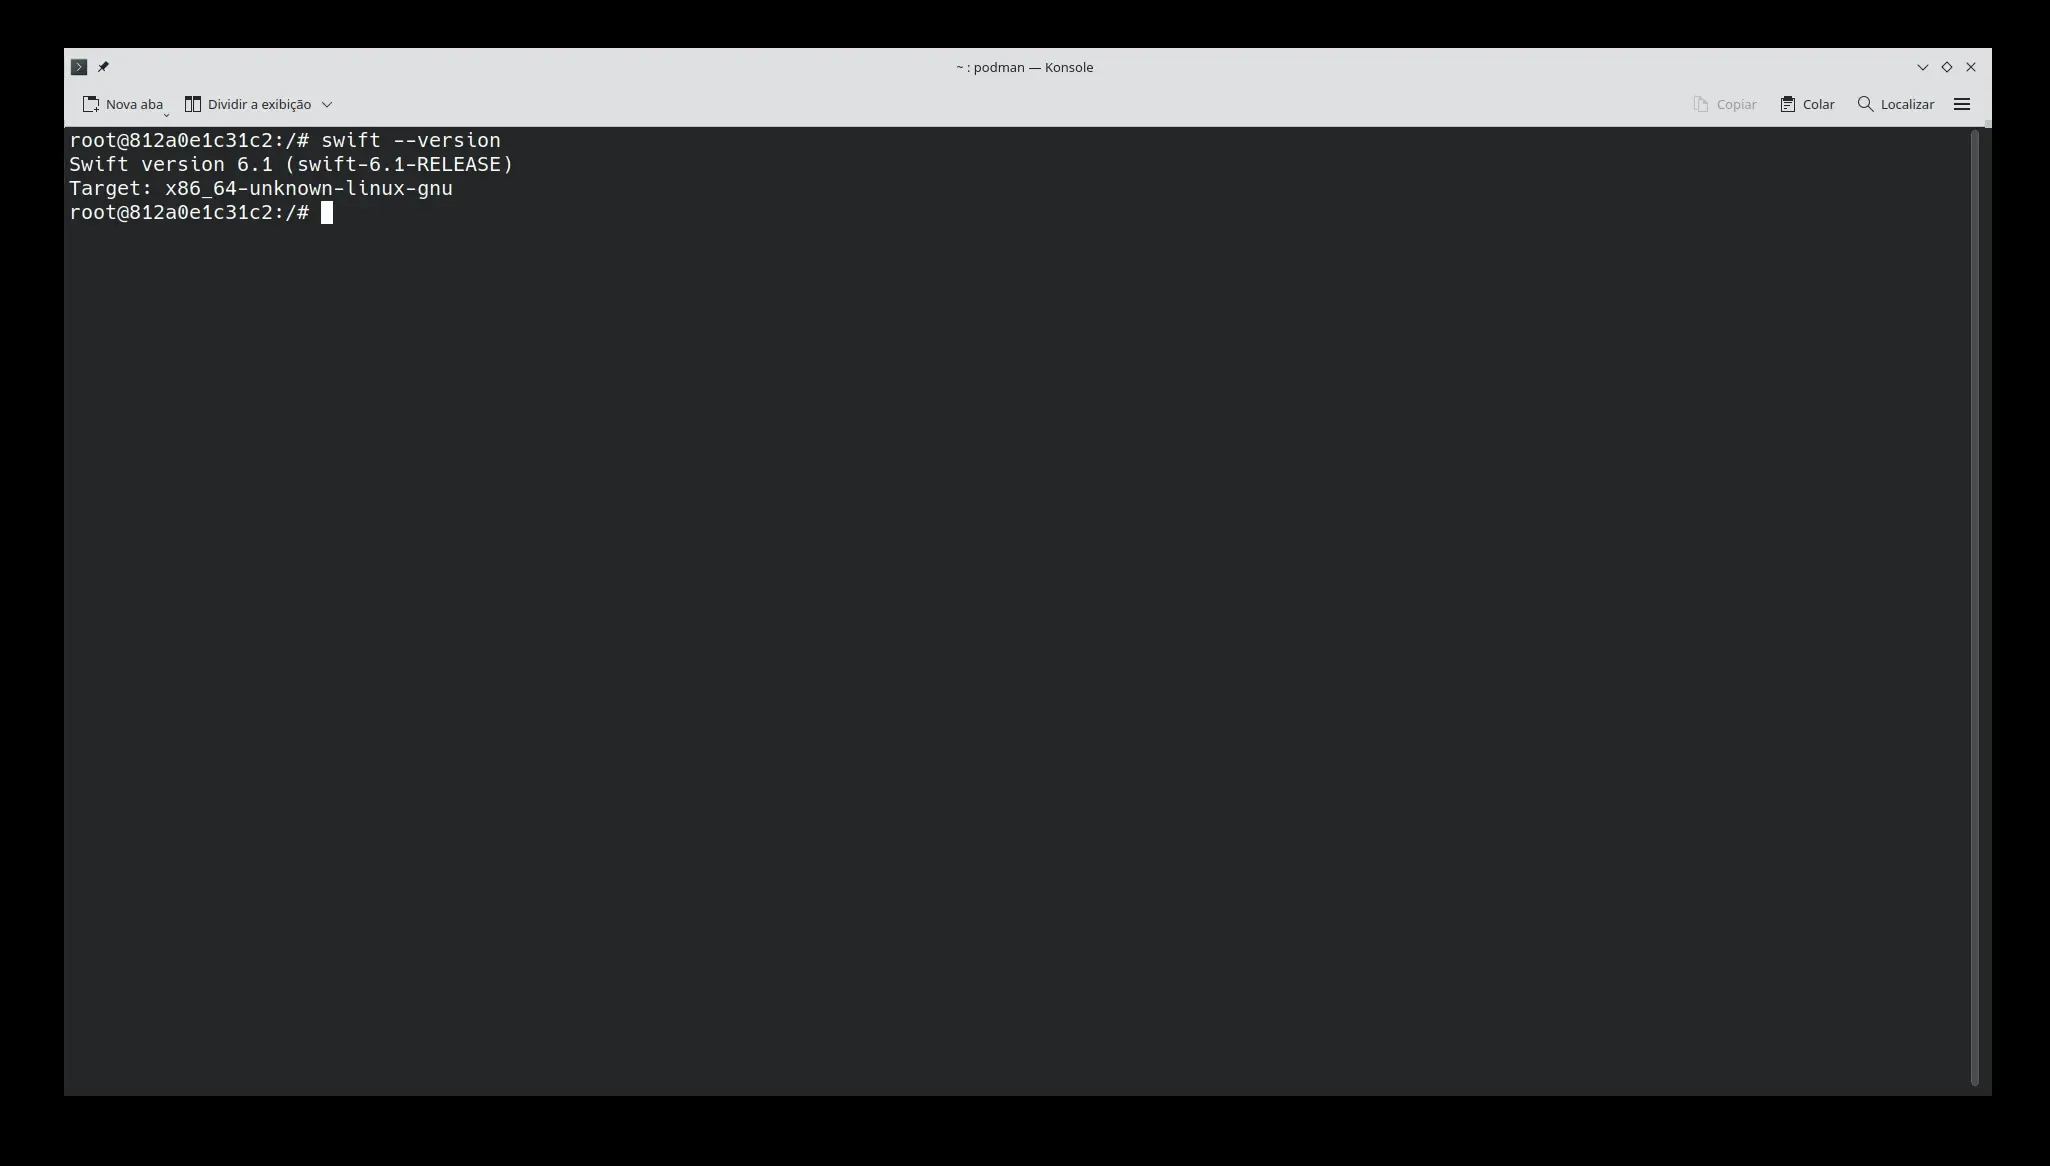 ~ : podman — Konsole
Nova aba Dividir a exibição Copiar Colar Localizar
root@812a0e1c31c2:/# swift --version
Swift version 6.1 (swift-6.1-RELEASE)
Target: x86_64-unknown-linux-gnu
root@812a0e1c31c2:/#